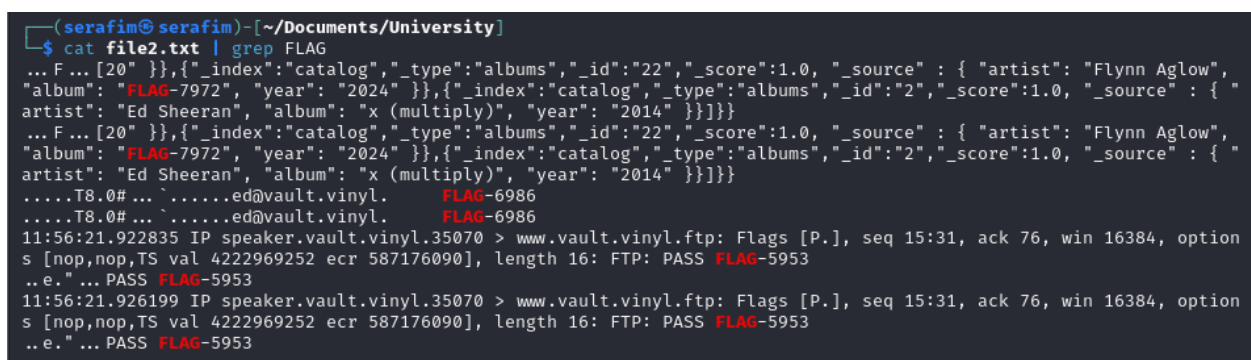 ┌──(serafim㉿serafim)-[~/Documents/University]
└─$ cat file2.txt | grep FLAG
...F...[20" }},{"_index":"catalog","_type":"albums","_id":"22","_score":1.0, "_source" : { "artist": "Flynn Aglow",
"album": "FLAG-7972", "year": "2024" }},{"_index":"catalog","_type":"albums","_id":"2","_score":1.0, "_source" : { "
artist": "Ed Sheeran", "album": "x (multiply)", "year": "2014" }}]}}
...F...[20" }},{"_index":"catalog","_type":"albums","_id":"22","_score":1.0, "_source" : { "artist": "Flynn Aglow",
"album": "FLAG-7972", "year": "2024" }},{"_index":"catalog","_type":"albums","_id":"2","_score":1.0, "_source" : { "
artist": "Ed Sheeran", "album": "x (multiply)", "year": "2014" }}]}}
.....T8.0#...`......ed@vault.vinyl.     FLAG-6986
.....T8.0#...`......ed@vault.vinyl.     FLAG-6986
11:56:21.922835 IP speaker.vault.vinyl.35070 > www.vault.vinyl.ftp: Flags [P.], seq 15:31, ack 76, win 16384, option
s [nop,nop,TS val 4222969252 ecr 587176090], length 16: FTP: PASS FLAG-5953
..e."...PASS FLAG-5953
11:56:21.926199 IP speaker.vault.vinyl.35070 > www.vault.vinyl.ftp: Flags [P.], seq 15:31, ack 76, win 16384, option
s [nop,nop,TS val 4222969252 ecr 587176090], length 16: FTP: PASS FLAG-5953
..e."...PASS FLAG-5953